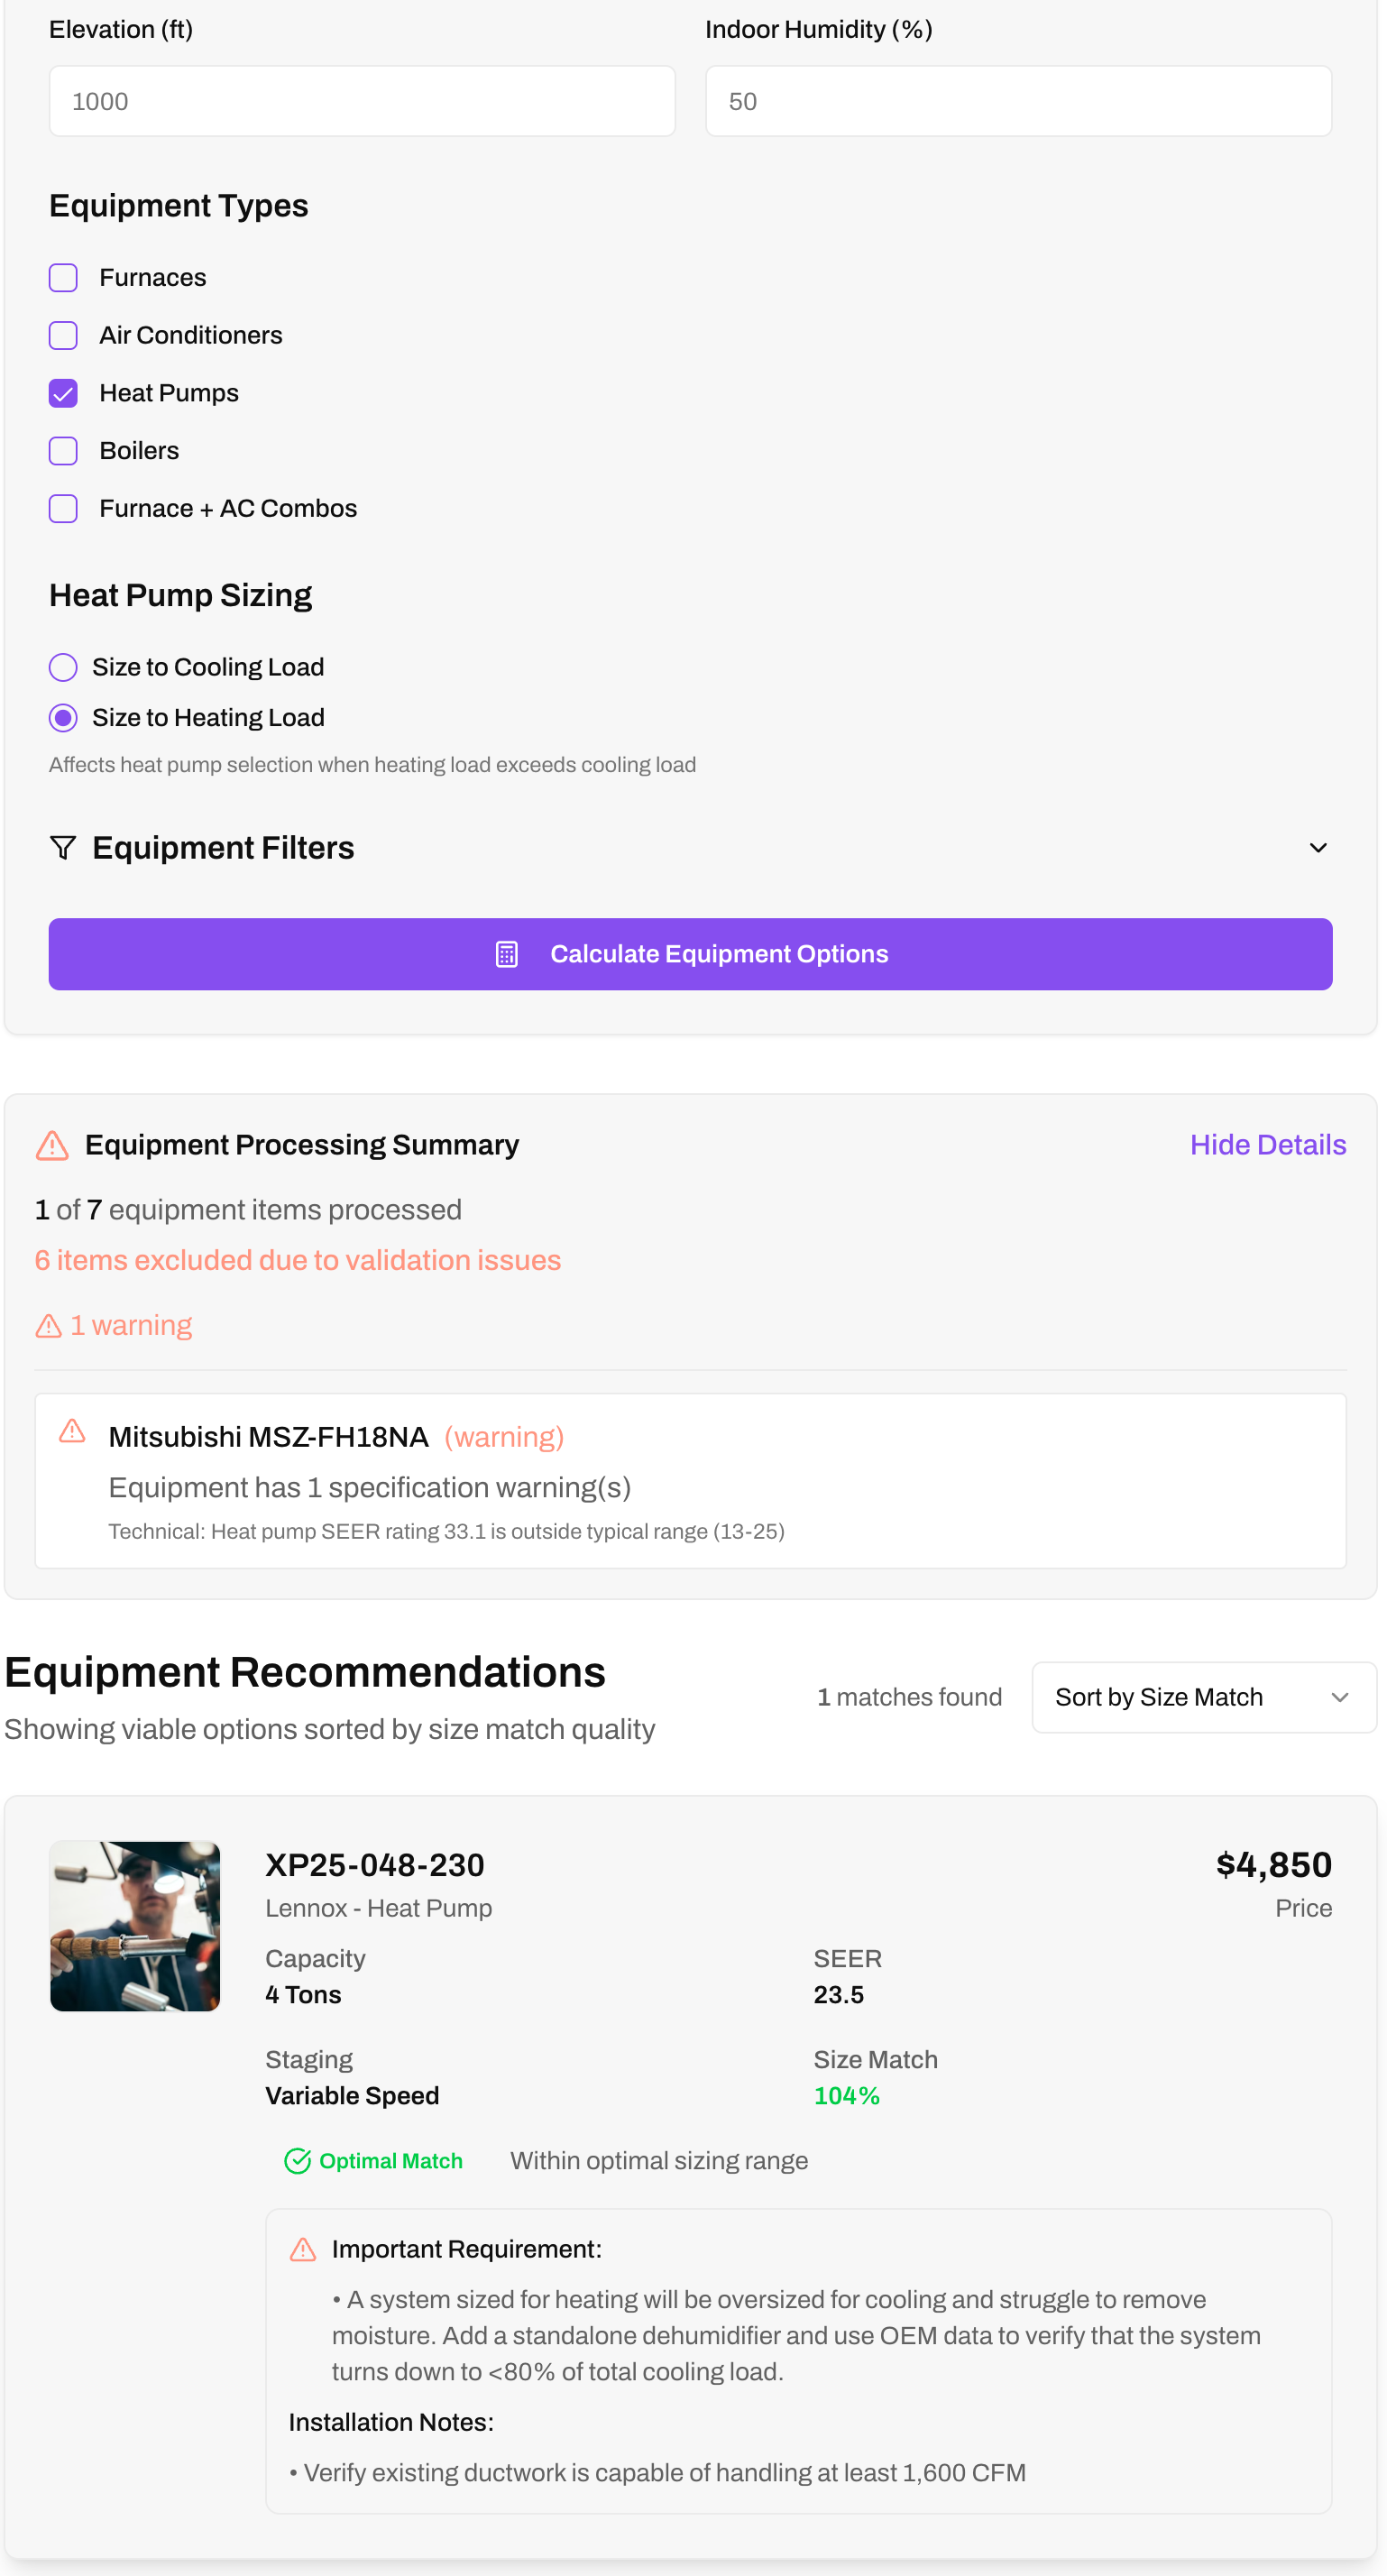 Elevation (ft)
Indoor Humidity (%)
1000
50
Equipment Types
Furnaces
Air Conditioners
Heat Pumps
Boilers
Furnace + AC Combos
Heat Pump Sizing
Size to Cooling Load
Size to Heating Load
Affects heat pump selection when heating load exceeds cooling load
Equipment Filters
Calculate Equipment Options
Equipment Processing Summary
Hide Details
1 of 7 equipment items processed
6 items excluded due to validation issues
1 warning
Mitsubishi MSZ-FH18NA (warning)
Equipment has 1 specification warning(s)
Technical: Heat pump SEER rating 33.1 is outside typical range (13-25)
Equipment Recommendations
Showing viable options sorted by size match quality
1 matches found
Sort by Size Match
XP25-048-230
$4,850
Lennox - Heat Pump
Price
Capacity
SEER
4 Tons
23.5
Staging
Size Match
Variable Speed
104%
Optimal Match
Within optimal sizing range
Important Requirement:
• A system sized for heating will be oversized for cooling and struggle to remove
moisture. Add a standalone dehumidifier and use OEM data to verify that the system
turns down to <80% of total cooling load.
Installation Notes:
• Verify existing ductwork is capable of handling at least 1,600 CFM